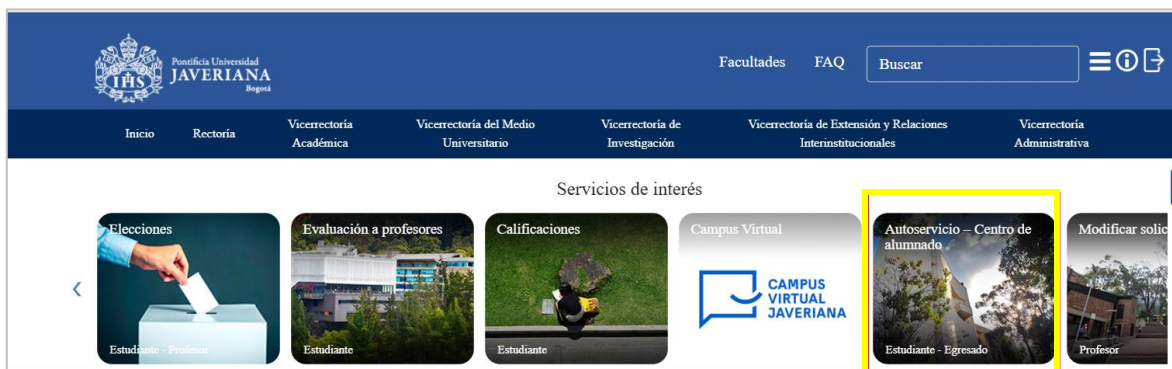 Pontificia Universidad
JAVERIANA
Bogotá
IHS
Facultades FAQ Buscar
Inicio Rectoría Vicerrectoría Académica Vicerrectoría del Medio Universitario Vicerrectoría de Investigación Vicerrectoría de Extensión y Relaciones Interinstitucionales Vicerrectoría Administrativa
Servicios de interés
Elecciones
Estudiante - Profesor
Evaluación a profesores
Estudiante
Calificaciones
Estudiante
Campus Virtual
CAMPUS
VIRTUAL
JAVERIANA
Autoservicio – Centro de
alumnado
Estudiante - Egresado
Modificar solic
Profesor